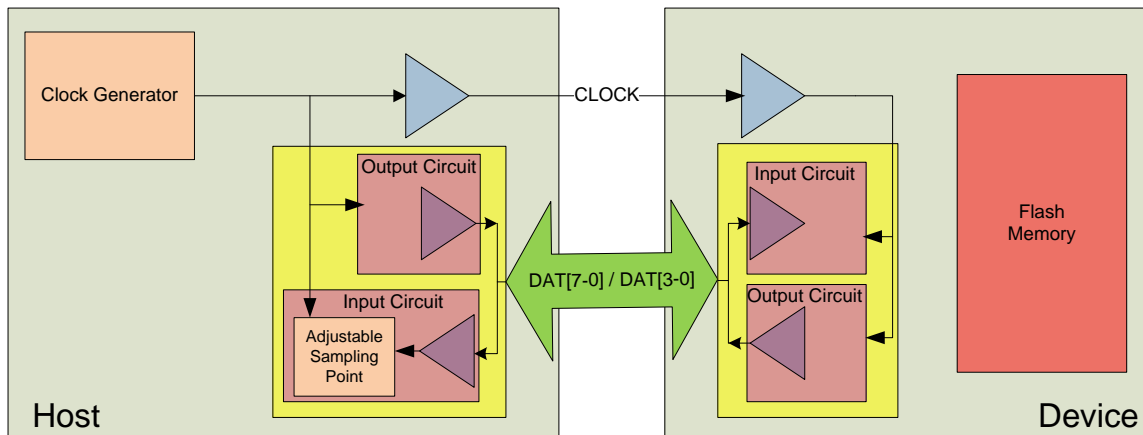 Clock Generator
CLOCK
Output Circuit
Input Circuit
Adjustable
Sampling
Point
Host
DAT[7-0] / DAT[3-0]
Input Circuit
Output Circuit
Flash
Memory
Device